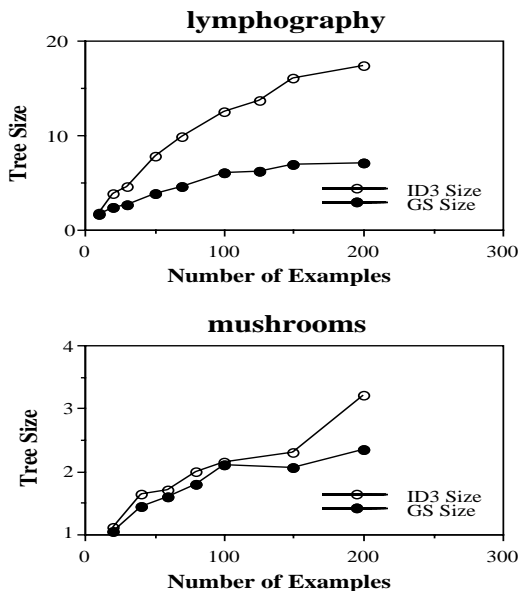 lymphography
20
10
0
Tree Size
ID3 Size
GS Size
0 100 200 300
Number of Examples
mushrooms
4
3
2
1
Tree Size
ID3 Size
GS Size
0 100 200 300
Number of Examples